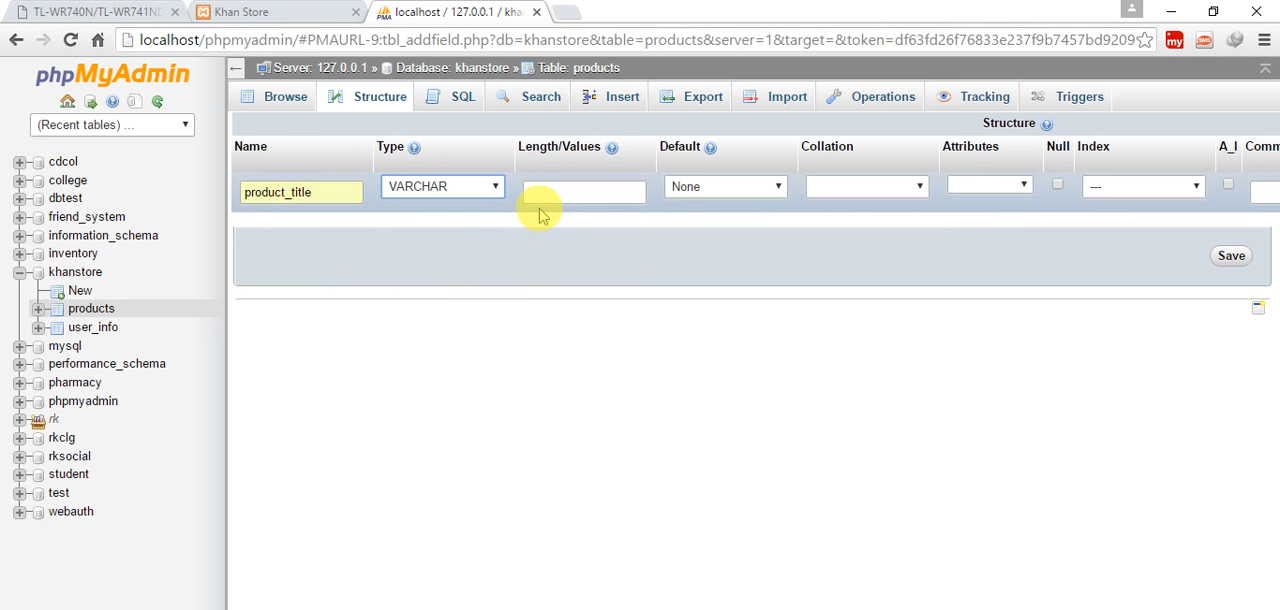 TL-WR740N/TL-WR741ND
Khan Store
localhost / 127.0.0.1 / kha
localhost/phpmyadmin/#PMAURL-9:tbl_addfield.php?db=khanstore&table=products&server=1&target=&token=df63fd26f76833e237f9b7457bd9209
my
SMS
phpMyAdmin
(Recent tables) ...
cdcol
college
dbtest
friend_system
information_schema
inventory
khanstore
New
products
user_info
mysql
performance_schema
pharmacy
phpmyadmin
rk
rkclg
rksocial
student
test
webauth
Server: 127.0.0.1 » Database: khanstore » Table: products
Browse Structure SQL Search Insert Export Import Operations Tracking Triggers
Structure
Name Type Length/Values Default Collation Attributes Null Index A_I Comm
product_title VARCHAR None ---
Save